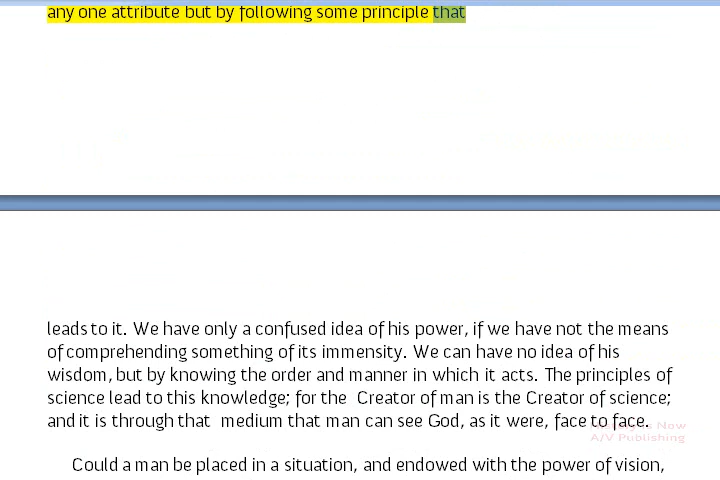 any one attribute but by following some principle that
leads to it. We have only a confused idea of his power, if we have not the means
of comprehending something of its immensity. We can have no idea of his
wisdom, but by knowing the order and manner in which it acts. The principles of
science lead to this knowledge; for the Creator of man is the Creator of science;
and it is through that medium that man can see God, as it were, face to face.
Now
A/V Publishing
Could a man be placed in a situation, and endowed with the power of vision,